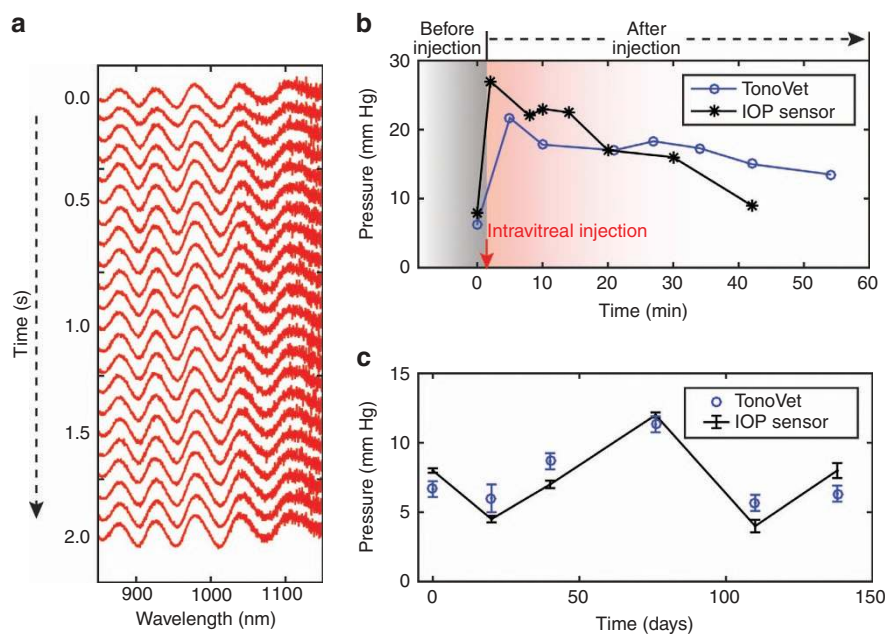 a
0.0
0.5
1.0
1.5
2.0
Time (s)
900 1000 1100
Wavelength (nm)
b
Before injection
After injection
30
20
10
0
Pressure (mm Hg)
TonoVet
IOP sensor
Intravitreal injection
0 10 20 30 40 50 60
Time (min)
c
15
10
5
0
Pressure (mm Hg)
TonoVet
IOP sensor
0 50 100 150
Time (days)